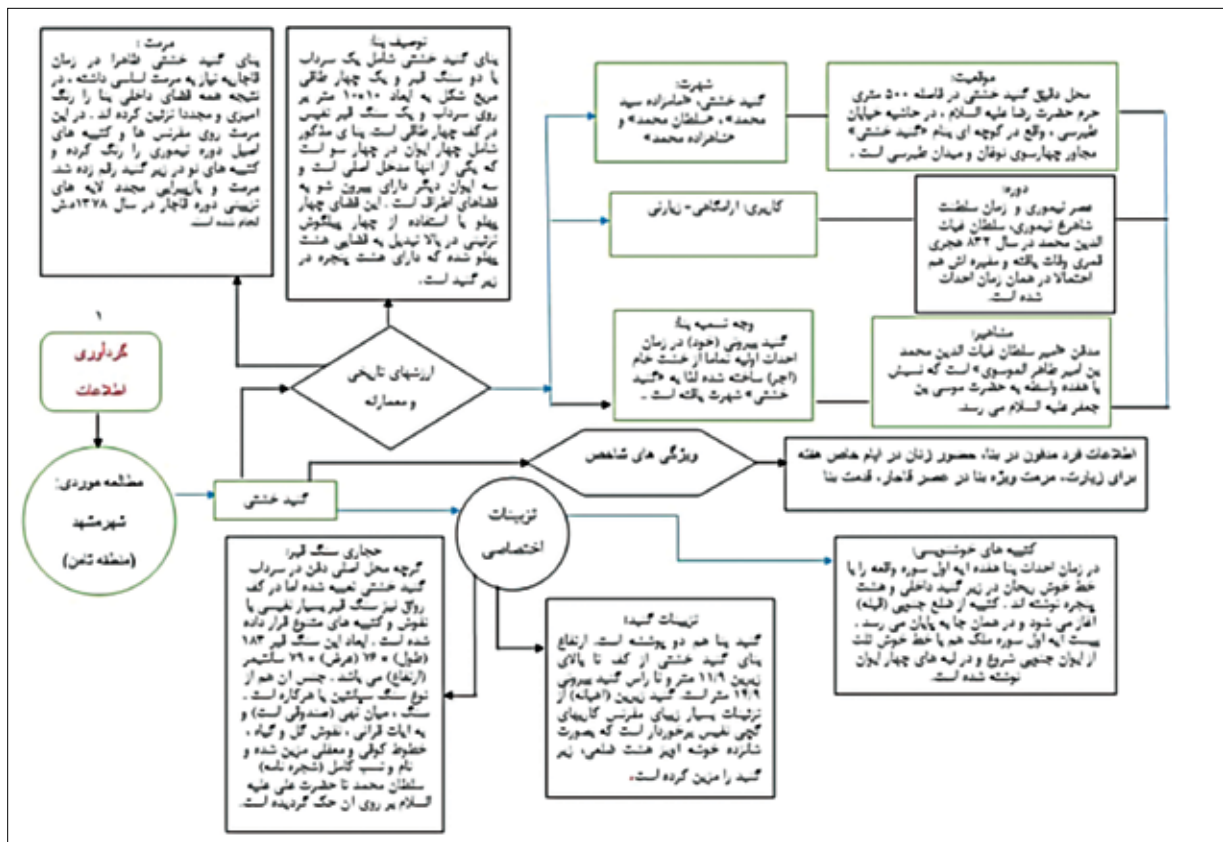 ۱
گردآوری
اطلاعات
مطالعه موردی:
شهر مشهد
(منطقه ثامن)
گنبد خشتی
ارزشهای تاریخی
و معمارانه
مرمت :
بنای گنبد خشتی ظاهرا در زمان
قاجاریه نیاز به مرمت اساسی داشته ، در
نتیجه همه فضای داخلی بنا را رنگ
آمیزی و مجددا تزئین کرده اند . در این
مرمت روی مقرنس ها و کتیبه های
اصیل دوره تیموری را رنگ کرده و
کتیبه های نو در زیر گنبد رقم زده شد.
مرمت و بازپیرایی مجدد لایه های
تزیینی دوره قاجار در سال ۱۳۷۸ه.ش
انجام شده است.
توصیف بنا:
بنای گنبد خشتی شامل یک سرداب
با دو سنگ قبر و یک چهار طاقی
مربع شکل به ابعاد ۱۰*۱۰ متر بر
روی سرداب و یک سنگ قبر نفیس
در کف چهار طاقی است بنا ی مذکور
شامل چهار ایوان در چهار سو است
که یکی از آنها مدخل اصلی است و
سه ایوان دیگر دارای بیرون شو به
فضاهای اطراف است . این فضای چهار
پهلو با استفاده از چهار پیلگوش
تزئینی در بالا تبدیل به فضایی هشت
پهلو شده که دارای هشت پنجره در
زیر گنبد است.
شهرت:
گنبد خشتی، «امامزاده سید
محمد» ، «سلطان محمد» و
«شاهزاده محمد»
موقعیت:
محل دقیق گنبد خشتی در فاصله ۵۰۰ متری
حرم حضرت رضا علیه السلام ، در حاشیه خیابان
طبرسی ، واقع در کوچه ای بنام «گنبد خشتی»
مجاور چهارسوی نوغان و میدان طبرسی است .
کاربری: آرامگاهی- زیارتی
دوره:
عصر تیموری و زمان سلطنت
شاهرخ تیموری، سلطان غیاث
الدین محمد در سال ۸۳۲ هجری
قمری وفات یافته و مقبره اش هم
احتمالا در همان زمان احداث
شده است.
وجه تسمیه بنا:
گنبد بیرونی (خود) در زمان
احداث اولیه تماما از خشت خام
(آجر) ساخته شده لذا به «گنبد
خشتی» شهرت یافته است .
مشاهیر:
مدفن «امیر سلطان غیاث الدین محمد
بن امیر طاهر الموسوی» است که نسبش
با هفده واسطه به حضرت موسی بن
جعفر علیه السلام می رسد.
ویژگی های شاخص
اطلاعات فرد مدفون در بنا، حضور زنان در ایام خاص هفته
برای زیارت، مرمت ویژه بنا در عصر قاجار، قدمت بنا
تزیینات
اختصاصی
حجاری سنگ قبر:
گرچه محل اصلی دفن در سرداب
گنبد خشتی تعبیه شده اما در کف
رواق نیز سنگ قبر بسیار نفیسی با
نقوش و کتیبه های متنوع قرار داده
شده است . ابعاد این سنگ قبر ۱۸۳
(طول) * ۷۶ (عرض) * ۷۹ سانتیمر
(ارتفاع) می باشد . جنس آن هم از
نوع سنگ سیلتین یا هرکاره است .
سنگ ، میان تهی (صندوقی است) و
به آیات قرآنی ، نقوش گل و گیاه ،
خطوط کوفی و معقلی مزین شده و
نام و نسب کامل (شجره نامه)
سلطان محمد تا حضرت علی علیه
السلام بر روی آن حک گردیده است.
تزیینات گنبد:
گنبد بنا هم دو پوشته است. ارتفاع
بنای گنبد خشتی از کف تا بالای
زیرین ۱۱/۹ متر و تا راس گنبد بیرونی
۱۴/۹ متر است. گنبد زیرین (آهیانه) از
تزئینات بسیار زیبای مقرنس کاریهای
گچی نفیس برخوردار است که بصورت
شانزده خوشه آویز هشت ضلعی، زیر
گنبد را مزین کرده است.
کتیبه های خوشنویسی:
در زمان احداث بنا هفده آیه اول سوره واقعه را با
خط خوش ریحان در زیر گنبد داخلی و هشت
پنجره نوشته اند . کتیبه از ضلع جنوبی (قبله)
آغاز می شود و در همان جا به پایان می رسد .
بیست آیه اول سوره ملک هم با خط خوش ثلث
از ایوان جنوبی شروع و در لبه های چهار ایوان
نوشته شده است.